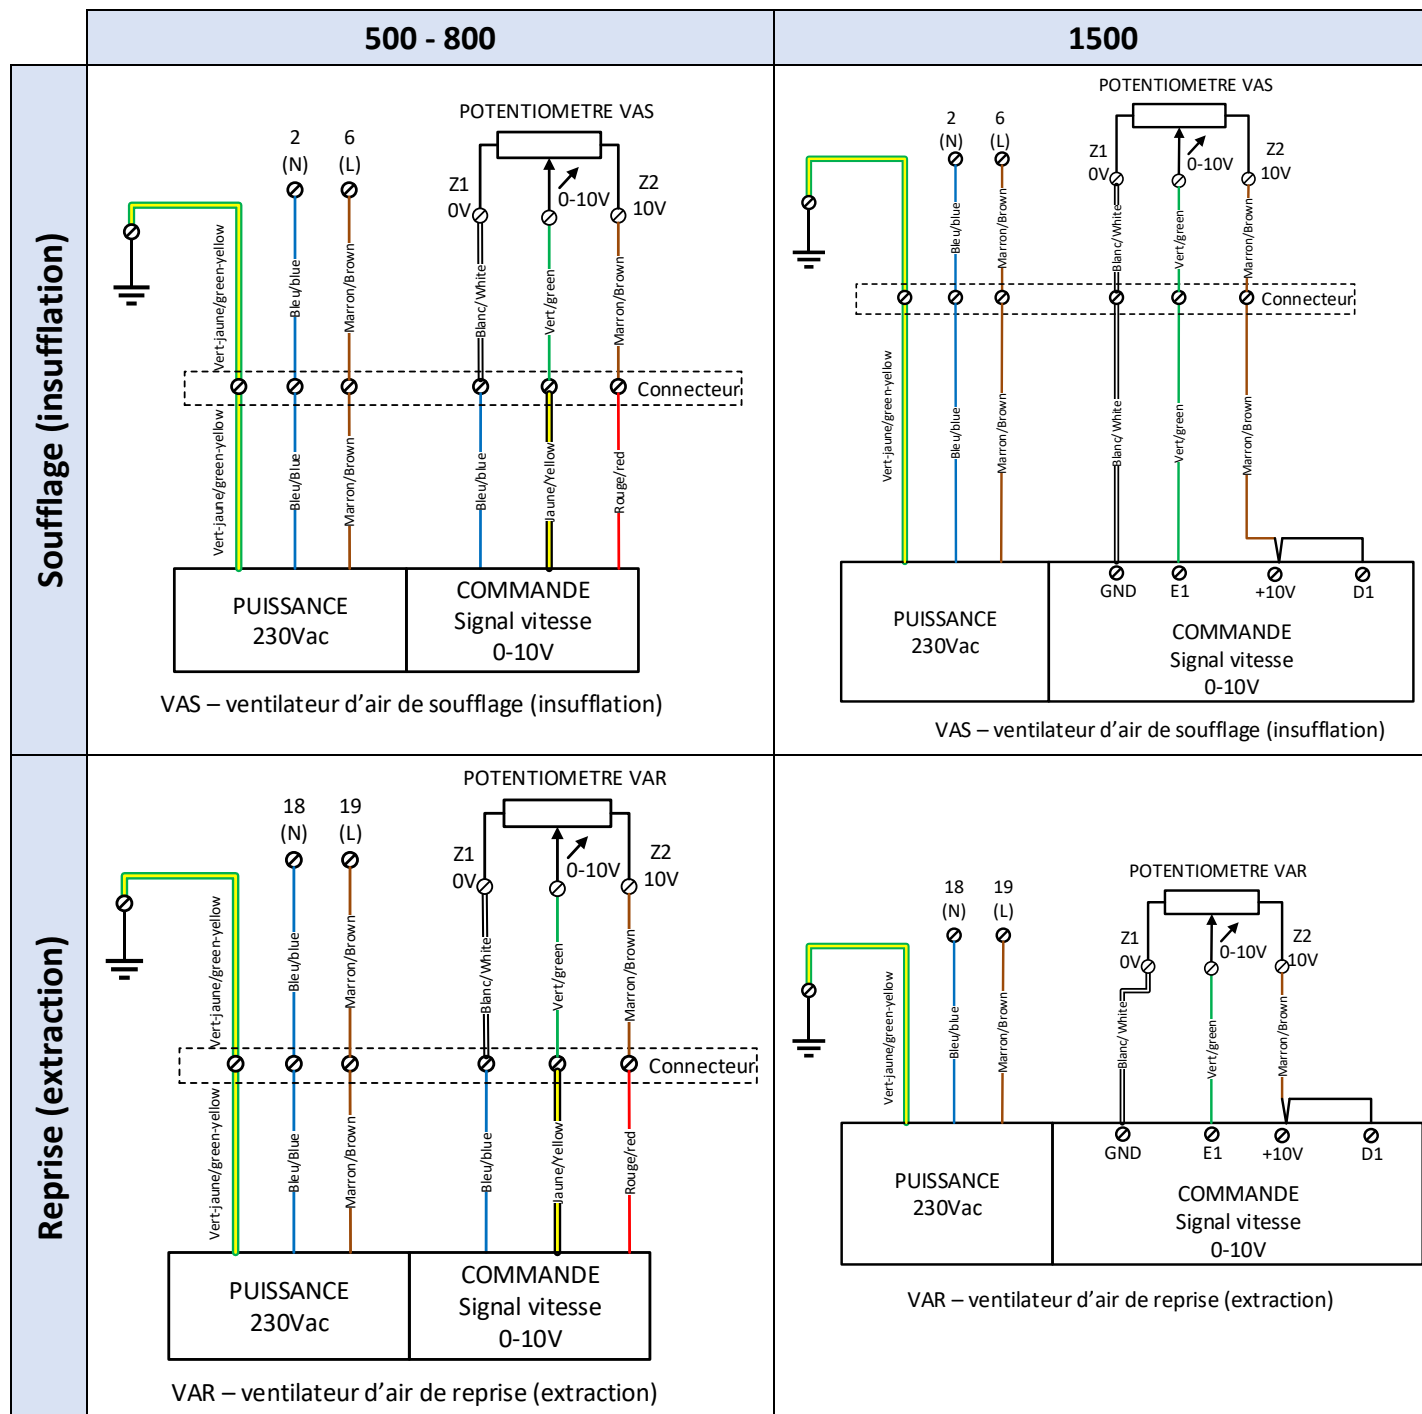 500 - 800
1500
Soufflage (insufflation)
POTENTIOMETRE VAS
2
(N)
6
(L)
Z1
0V
0-10V
Z2
10V
Vert-jaune/green-yellow
Bleu/blue
Marron/Brown
Blanc/White
Vert/green
Marron/Brown
Connecteur
Vert-jaune/green-yellow
Bleu/Blue
Marron/Brown
Bleu/blue
Jaune/Yellow
Rouge/red
PUISSANCE
230Vac
COMMANDE
Signal vitesse
0-10V
VAS – ventilateur d’air de soufflage (insufflation)
POTENTIOMETRE VAS
2
(N)
6
(L)
Z1
0V
0-10V
Z2
10V
Bleu/blue
Marron/Brown
Blanc/White
Vert/green
Marron/Brown
Connecteur
Vert-jaune/green-yellow
Bleu/blue
Marron/Brown
Blanc/White
Vert/green
Marron/Brown
GND
E1
+10V
D1
PUISSANCE
230Vac
COMMANDE
Signal vitesse
0-10V
VAS – ventilateur d’air de soufflage (insufflation)
Reprise (extraction)
POTENTIOMETRE VAR
18
(N)
19
(L)
Z1
0V
0-10V
Z2
10V
Vert-jaune/green-yellow
Bleu/blue
Marron/Brown
Blanc/White
Vert/green
Marron/Brown
Connecteur
Vert-jaune/green-yellow
Bleu/Blue
Marron/Brown
Bleu/blue
Jaune/Yellow
Rouge/red
PUISSANCE
230Vac
COMMANDE
Signal vitesse
0-10V
VAR – ventilateur d’air de reprise (extraction)
POTENTIOMETRE VAR
18
(N)
19
(L)
Z1
0V
0-10V
Z2
10V
Vert-jaune/green-yellow
Bleu/blue
Marron/Brown
Blanc/White
Vert/green
Marron/Brown
GND
E1
+10V
D1
PUISSANCE
230Vac
COMMANDE
Signal vitesse
0-10V
VAR – ventilateur d’air de reprise (extraction)